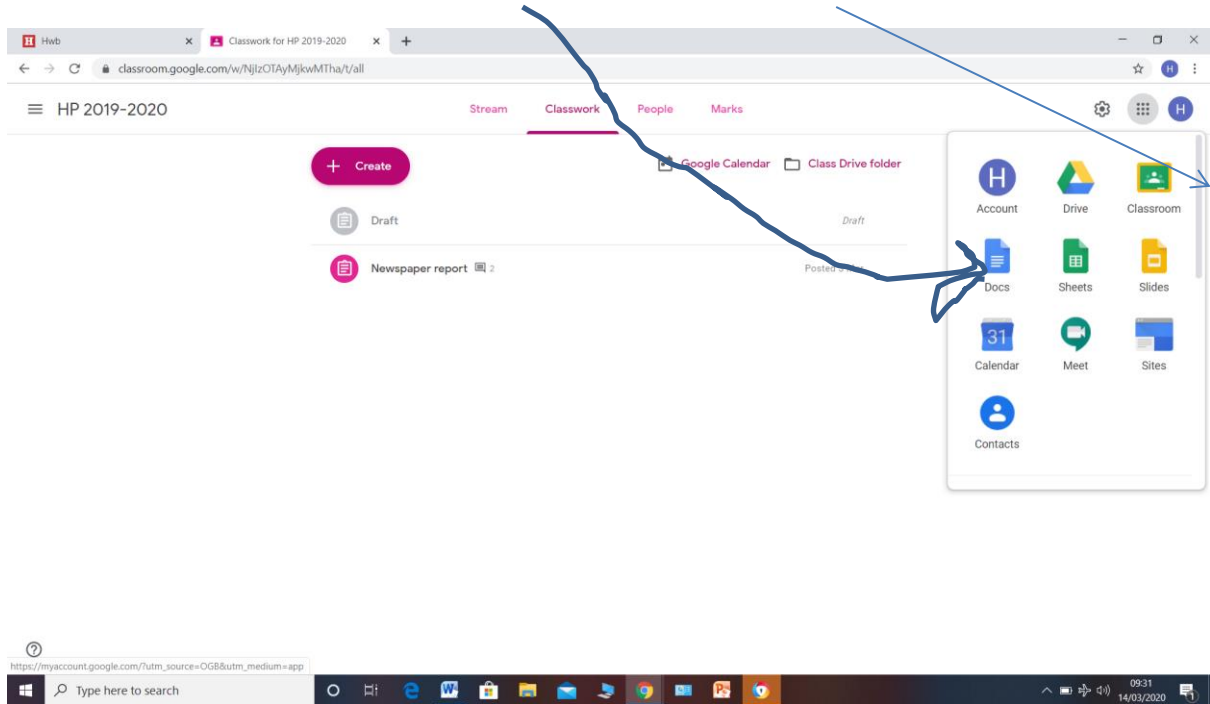 Hwb
Classwork for HP 2019-2020
classroom.google.com/w/NjIzOTAyMjkwMTha/t/all
H
HP 2019-2020
Stream Classwork People Marks
H
+ Create
Google Calendar Class Drive folder
Draft Draft
Newspaper report 2 Posted
H
Account Drive Classroom
Docs Sheets Slides
31
Calendar Meet Sites
Contacts
https://myaccount.google.com/?utm_source=OGB&utm_medium=app
Type here to search
09:31
14/03/2020